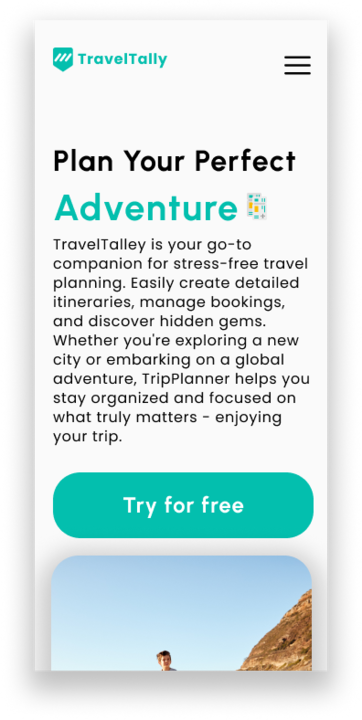 TravelTally
Plan Your Perfect
Adventure
TravelTalley is your go-to
companion for stress-free travel
planning. Easily create detailed
itineraries, manage bookings,
and discover hidden gems.
Whether you're exploring a new
city or embarking on a global
adventure, TripPlanner helps you
stay organized and focused on
what truly matters - enjoying
your trip.
Try for free